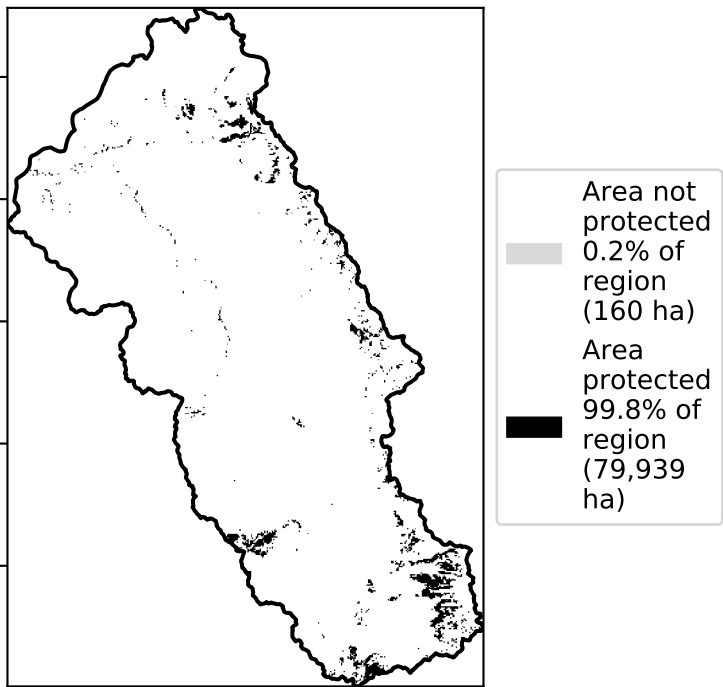 Area not
protected
0.2% of
region
(160 ha)
Area
protected
99.8% of
region
(79,939
ha)